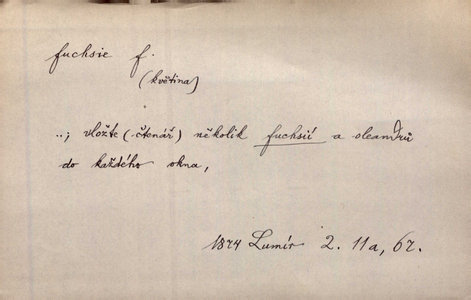 fuchsie f.
(květina)
..; vložte (čtenář) několik fuchsií a oleandrů
do každého okna,
1874 Lumír 2. 11a, 62.